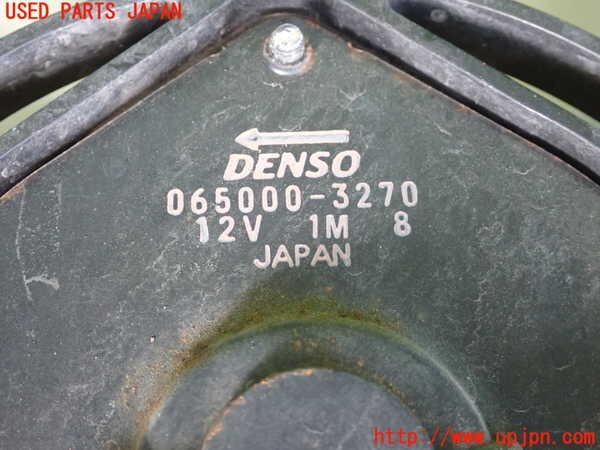 USED PARTS JAPAN
DENSO
065000-3270
12V 1M 8
JAPAN
http://www.upjpn.com/